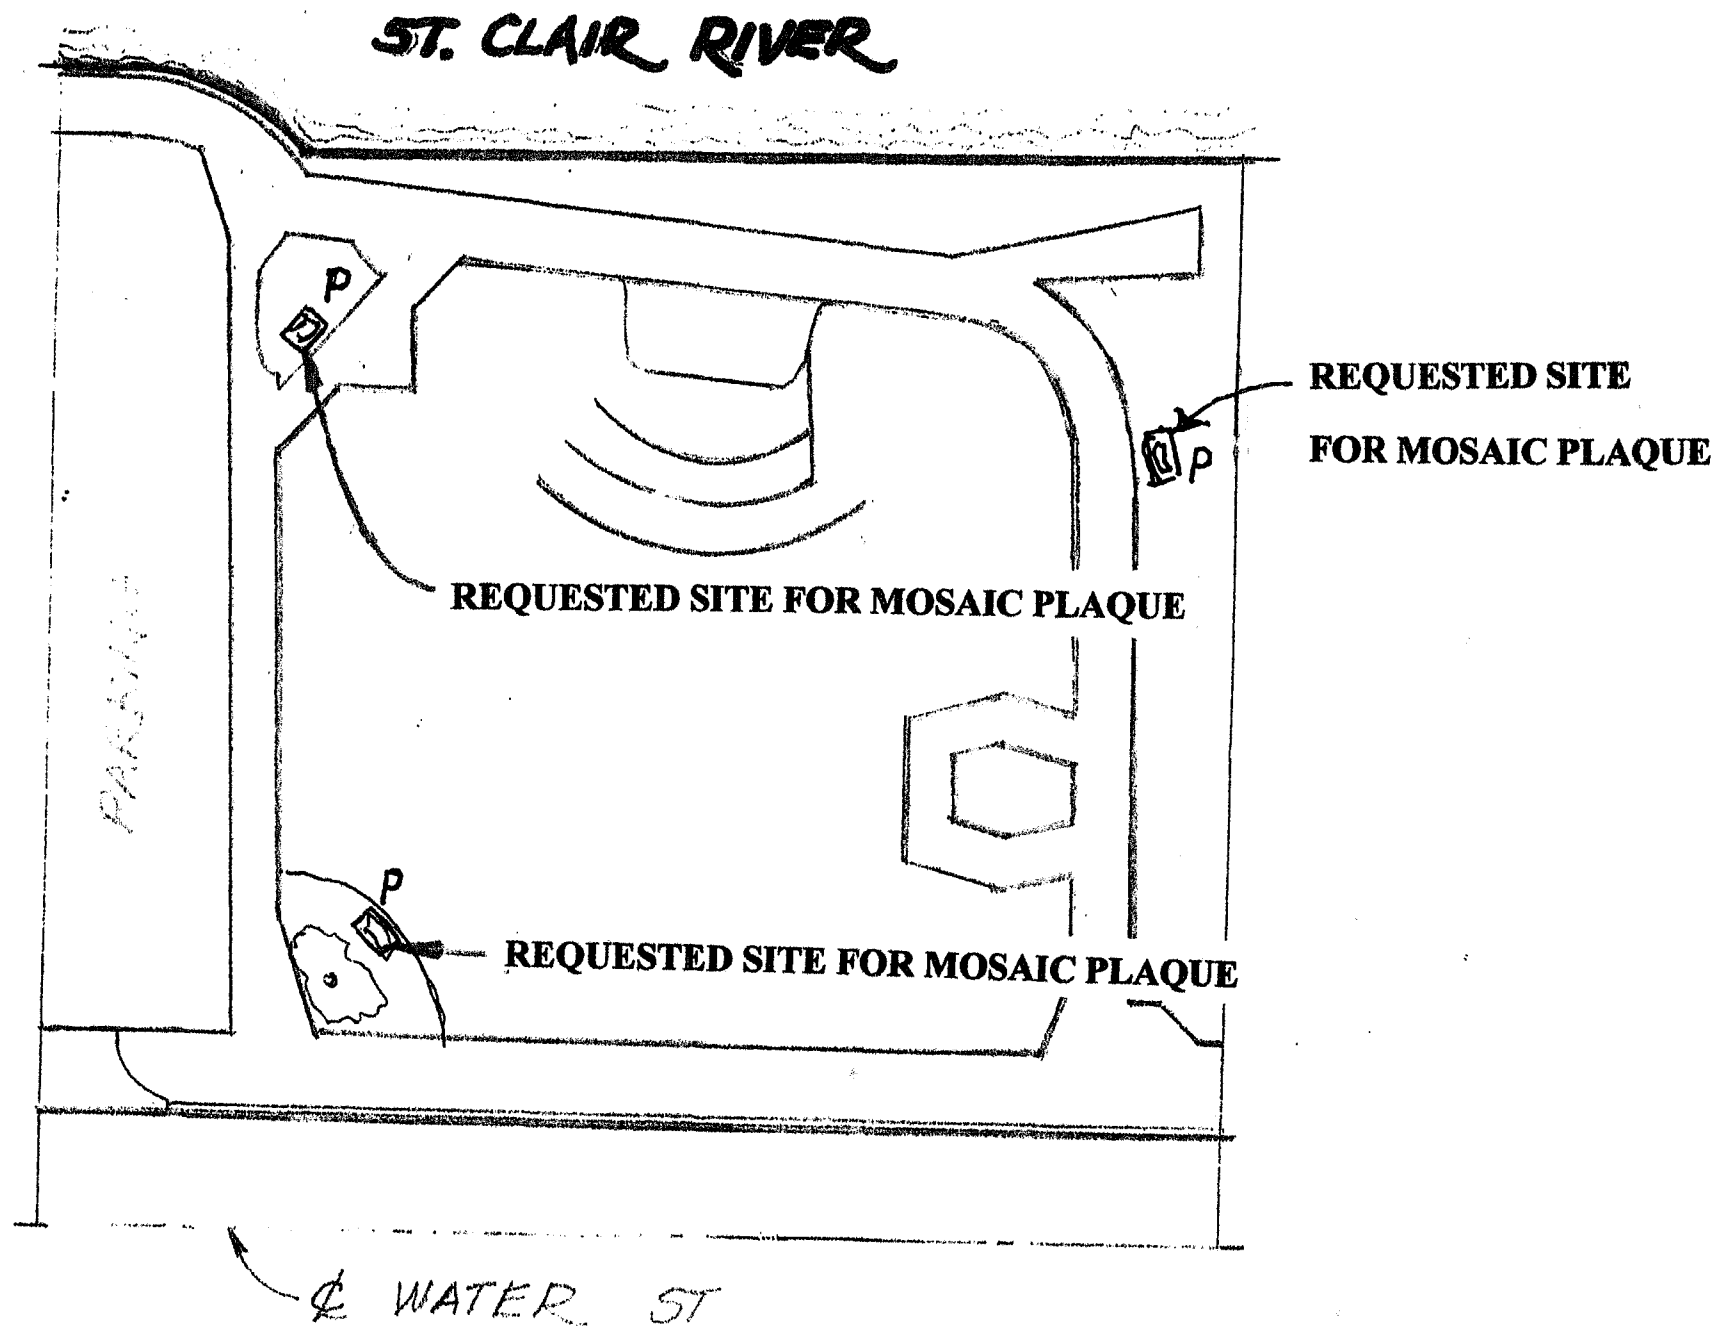 ST. CLAIR RIVER
P
REQUESTED SITE
FOR MOSAIC PLAQUE
P
REQUESTED SITE FOR MOSAIC PLAQUE
PARKING
P
REQUESTED SITE FOR MOSAIC PLAQUE
℄ WATER ST